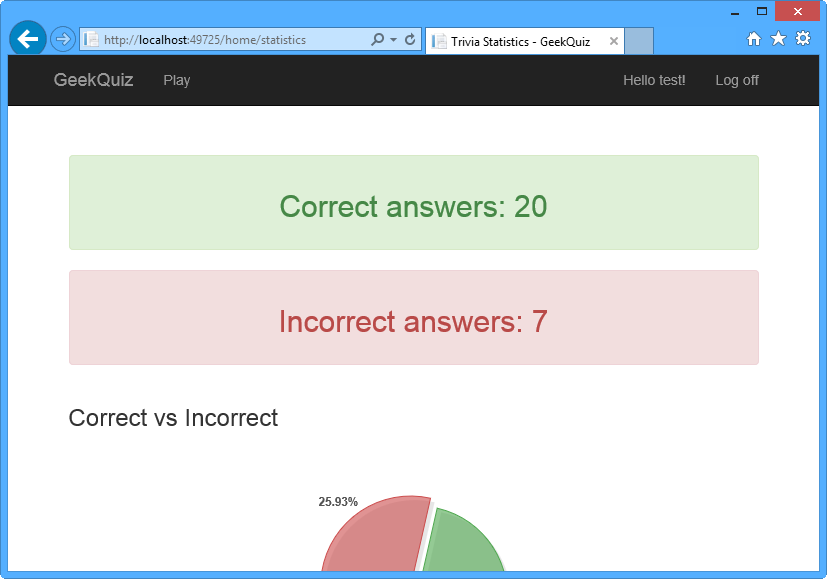 http://localhost:49725/home/statistics
Trivia Statistics - GeekQuiz
GeekQuiz Play Hello test! Log off
Correct answers: 20
Incorrect answers: 7
Correct vs Incorrect
25.93%